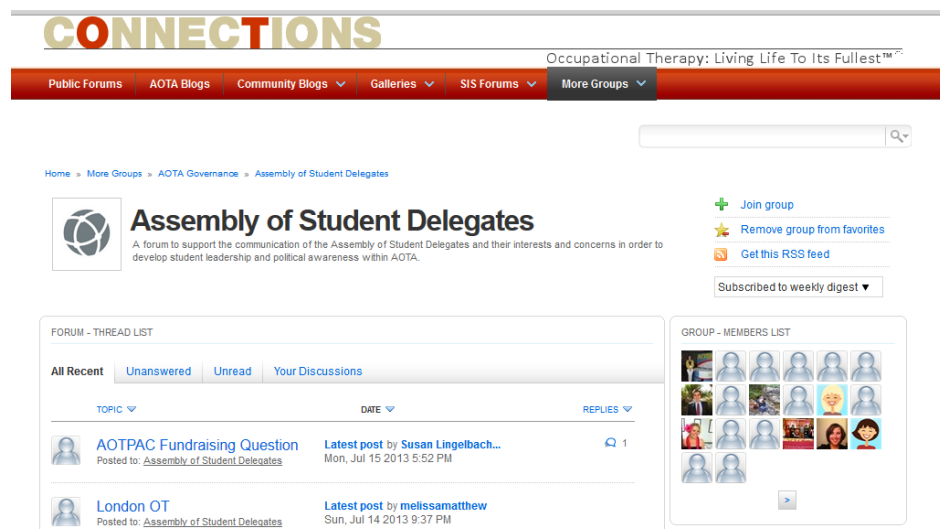 CONNECTIONS
Occupational Therapy: Living Life To Its Fullest™
Public Forums AOTA Blogs Community Blogs Galleries SIS Forums More Groups
Home » More Groups » AOTA Governance » Assembly of Student Delegates
Assembly of Student Delegates
A forum to support the communication of the Assembly of Student Delegates and their interests and concerns in order to
develop student leadership and political awareness within AOTA.
Join group
Remove group from favorites
Get this RSS feed
Subscribed to weekly digest ▼
FORUM - THREAD LIST
All Recent Unanswered Unread Your Discussions
TOPIC DATE REPLIES
AOTPAC Fundraising Question Latest post by Susan Lingelbach... 1
Posted to: Assembly of Student Delegates Mon, Jul 15 2013 5:52 PM
London OT Latest post by melissamatthew
Posted to: Assembly of Student Delegates Sun, Jul 14 2013 9:37 PM
GROUP - MEMBERS LIST
>